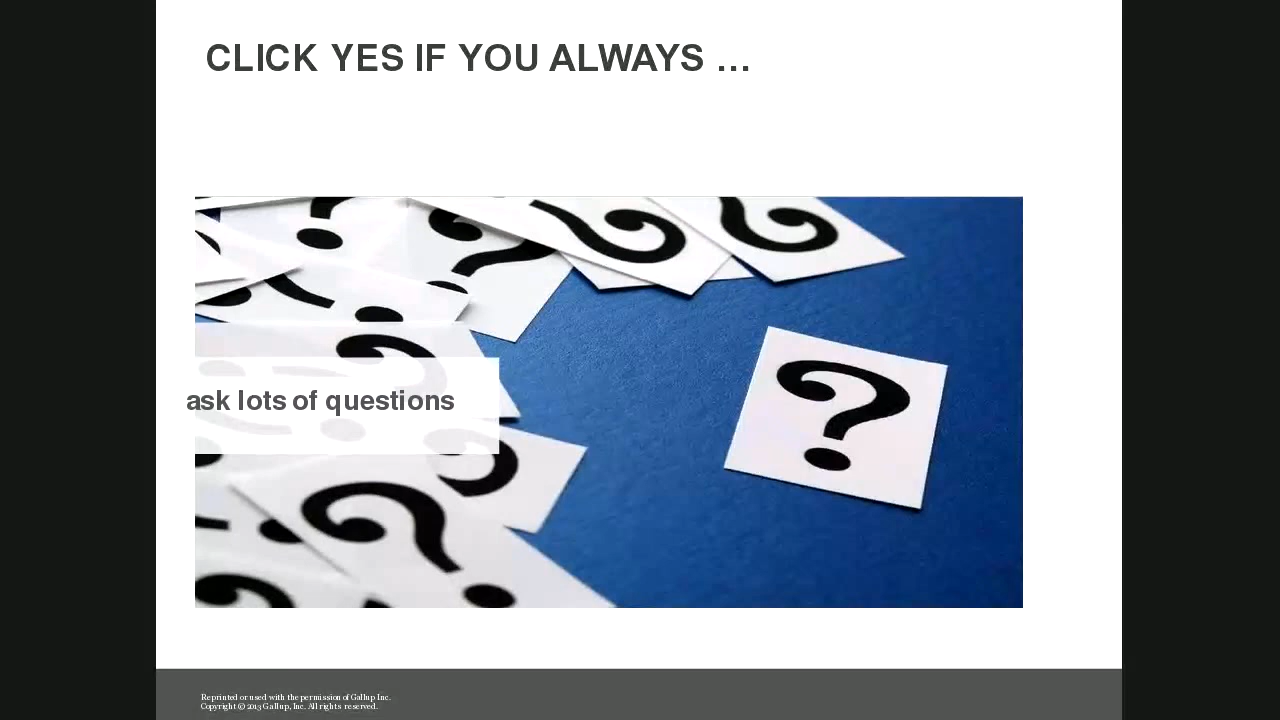 CLICK YES IF YOU ALWAYS …
ask lots of questions
Reprinted or used with the permission of Gallup Inc.
Copyright © 2013 Gallup, Inc. All rights reserved.